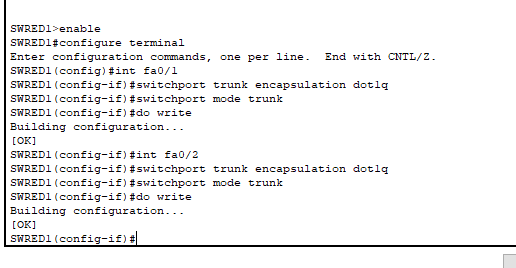 SWRED1>enable
SWRED1#configure terminal
Enter configuration commands, one per line.  End with CNTL/Z.
SWRED1(config)#int fa0/1
SWRED1(config-if)#switchport trunk encapsulation dot1q
SWRED1(config-if)#switchport mode trunk
SWRED1(config-if)#do write
Building configuration...
[OK]
SWRED1(config-if)#int fa0/2
SWRED1(config-if)#switchport trunk encapsulation dot1q
SWRED1(config-if)#switchport mode trunk
SWRED1(config-if)#do write
Building configuration...
[OK]
SWRED1(config-if)#